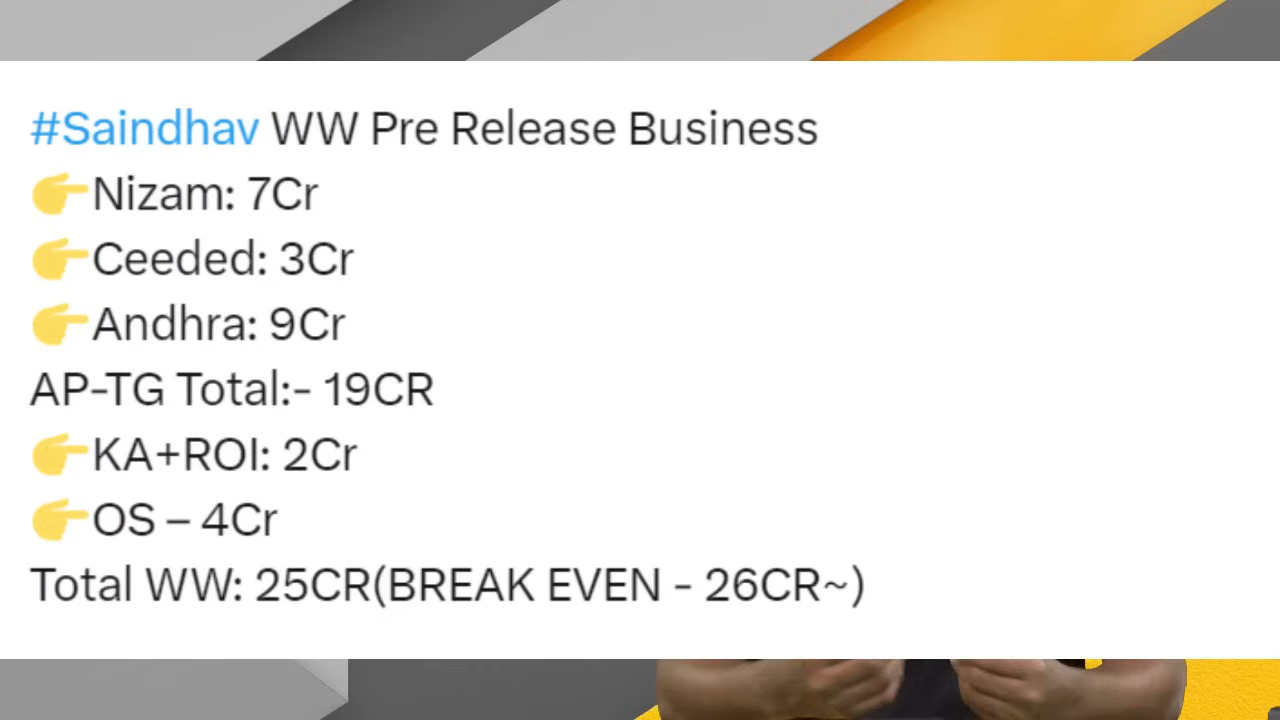 #Saindhav WW Pre Release Business
👉Nizam: 7Cr
👉Ceeded: 3Cr
👉Andhra: 9Cr
AP-TG Total:- 19CR
👉KA+ROI: 2Cr
👉OS – 4Cr
Total WW: 25CR(BREAK EVEN - 26CR~)